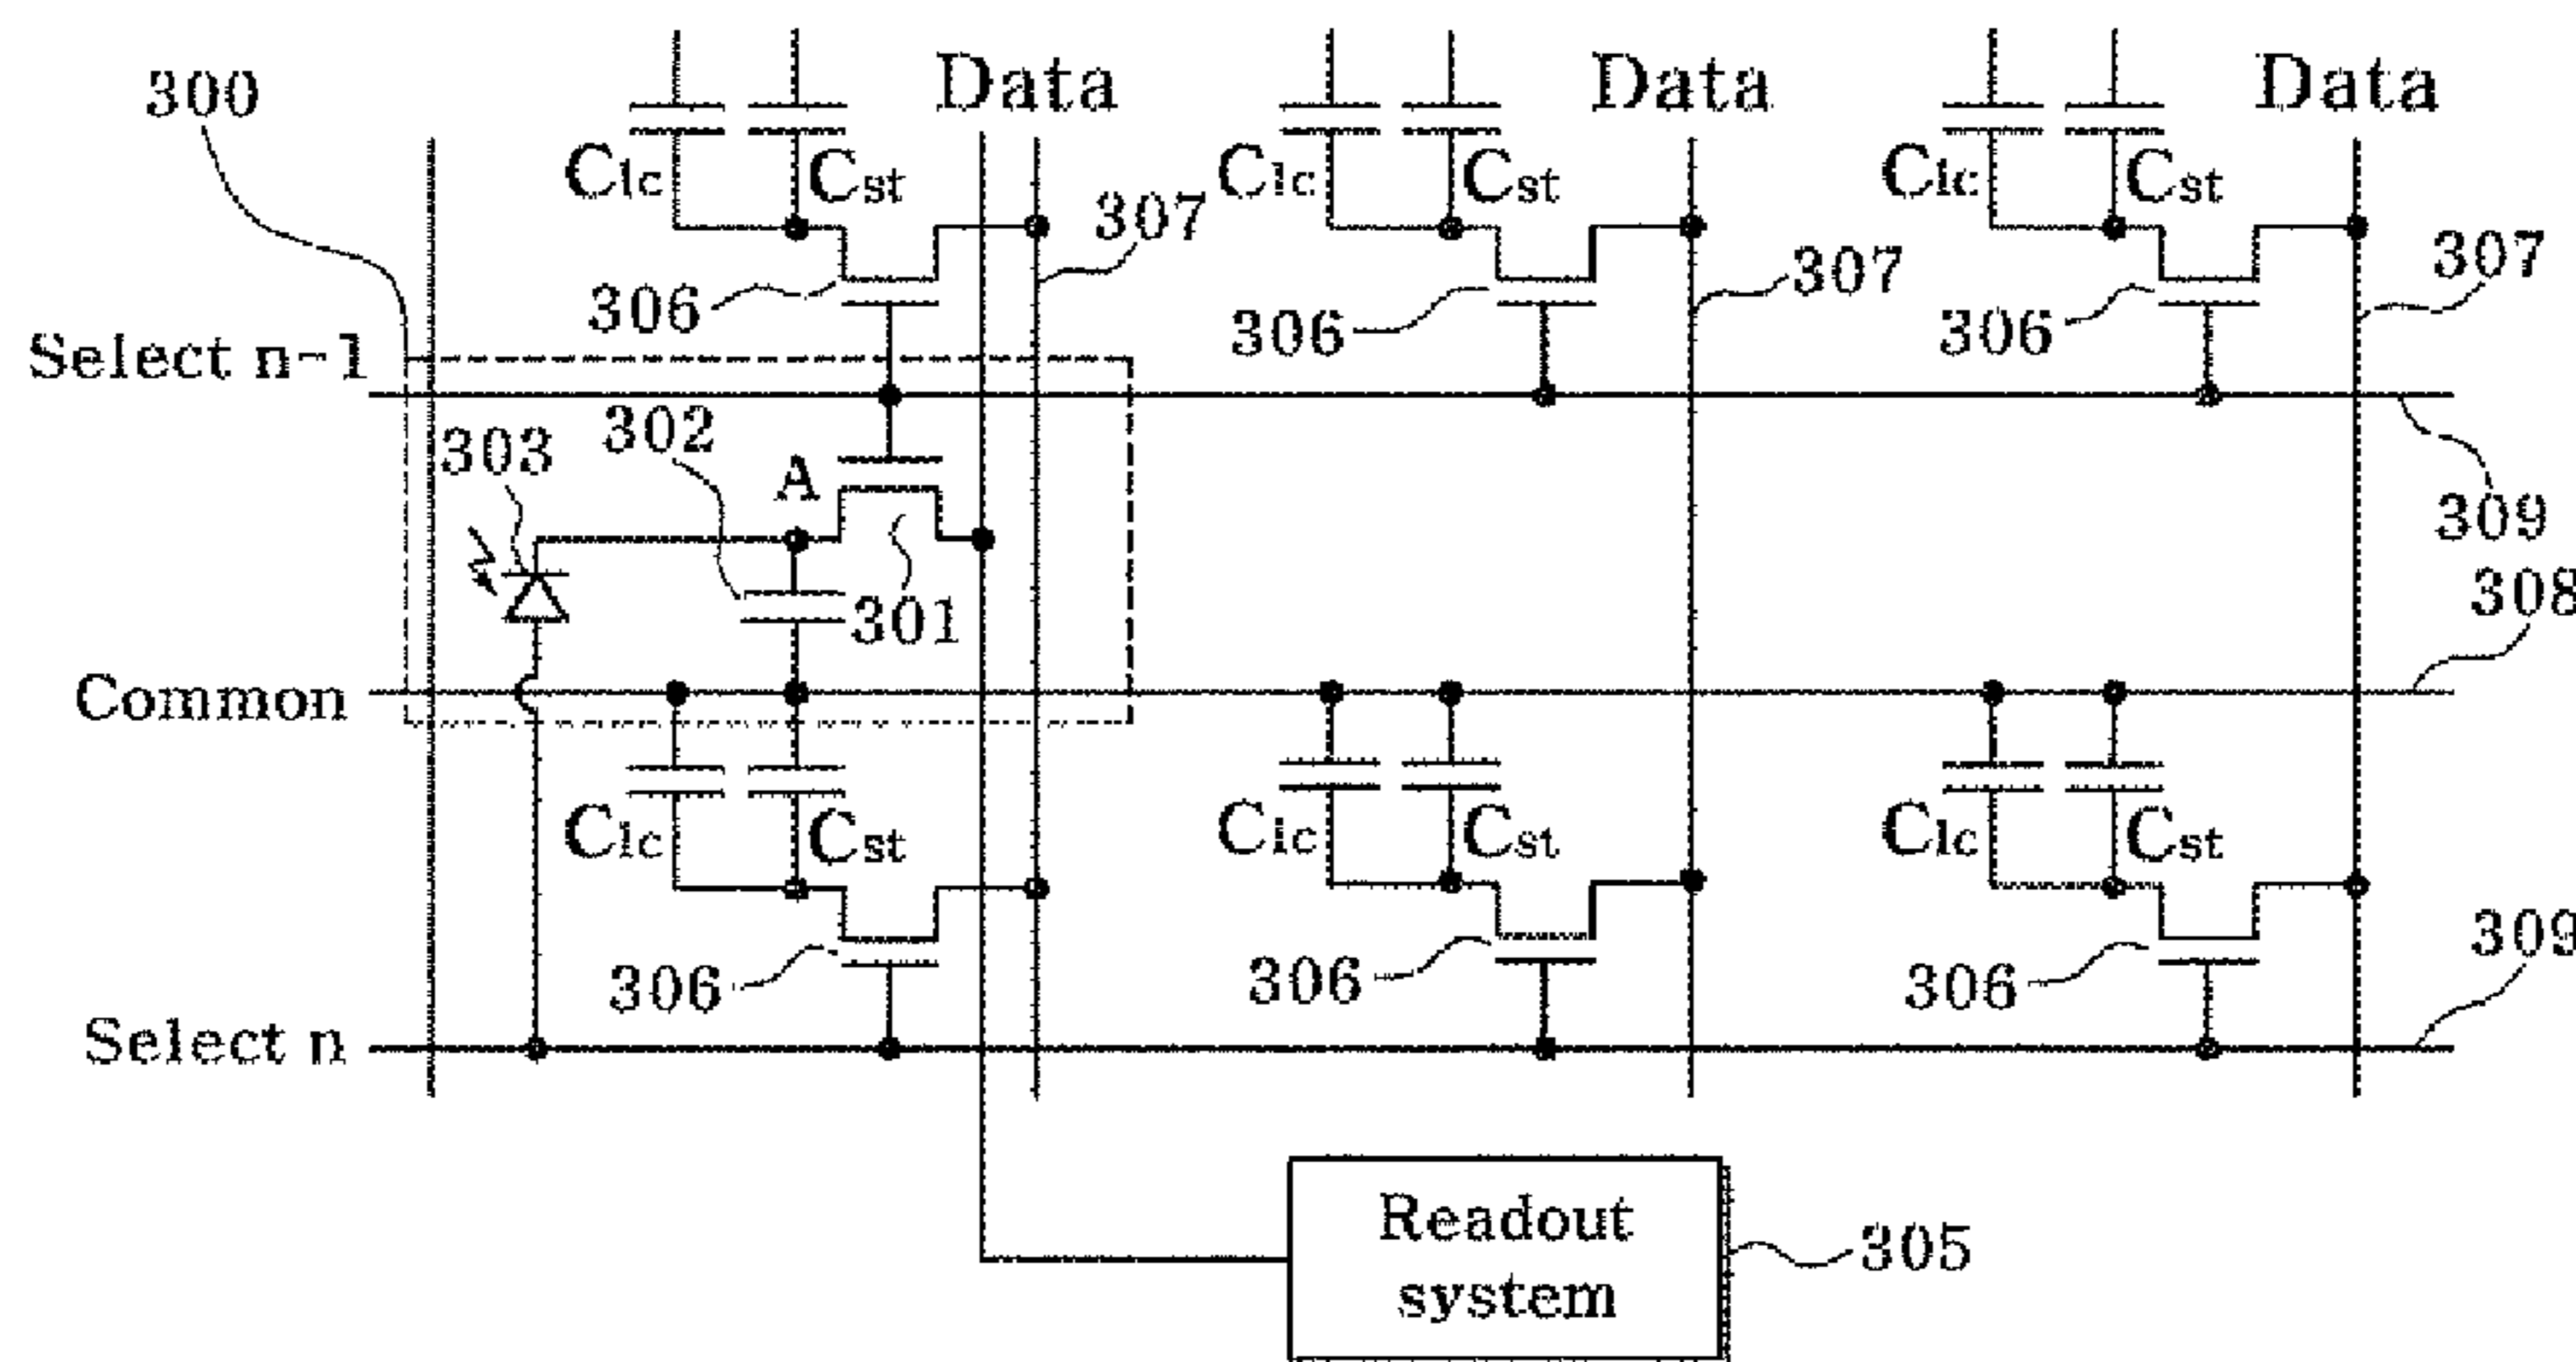 Data Data Data
300
Clc Cst Clc Cst Clc Cst
307 307 307
306 306 306
Select n-1
303 302 A
309
301
308
Common
Clc Cst Clc Cst Clc Cst
306 306 306
309
Select n
Readout
system
305